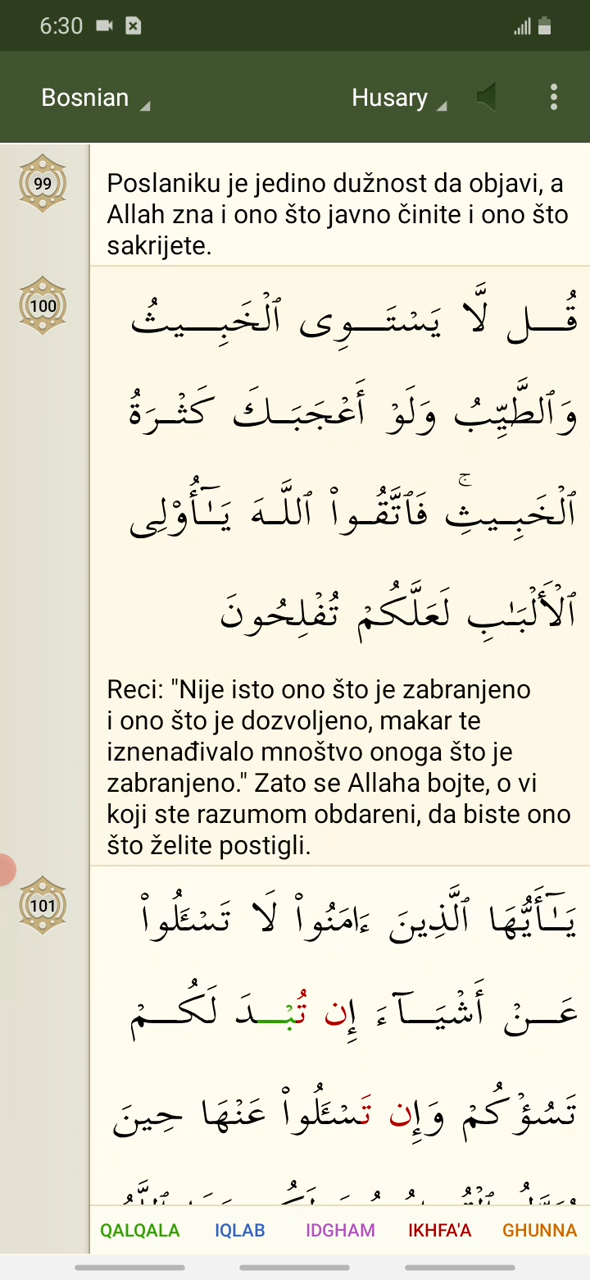 6:30
Bosnian
Husary
99
Poslaniku je jedino dužnost da objavi, a
Allah zna i ono što javno činite i ono što
sakrijete.
100
قُل لَّا يَسْتَوِى ٱلْخَبِيثُ
وَٱلطَّيِّبُ وَلَوْ أَعْجَبَكَ كَثْرَةُ
ٱلْخَبِيثِ ۚ فَٱتَّقُوا۟ ٱللَّهَ يَـٰٓأُو۟لِى
ٱلْأَلْبَـٰبِ لَعَلَّكُمْ تُفْلِحُونَ
Reci: "Nije isto ono što je zabranjeno
i ono što je dozvoljeno, makar te
iznenađivalo mnoštvo onoga što je
zabranjeno." Zato se Allaha bojte, o vi
koji ste razumom obdareni, da biste ono
što želite postigli.
101
يَـٰٓأَيُّهَا ٱلَّذِينَ ءَامَنُوا۟ لَا تَسْـَٔلُوا۟
عَنْ أَشْيَآءَ إِن تُبْدَ لَكُمْ
تَسُؤْكُمْ وَإِن تَسْـَٔلُوا۟ عَنْهَا حِينَ
QALQALA IQLAB IDGHAM IKHFA'A GHUNNA